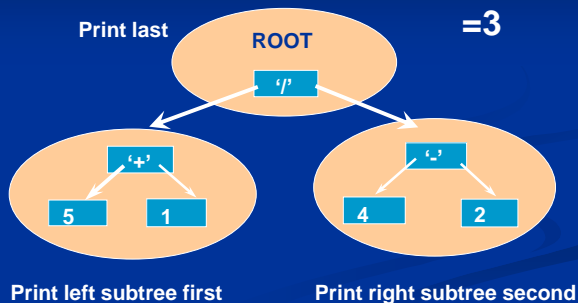 Print last
ROOT
=3
‘/’
‘+’
‘-’
5
1
4
2
Print left subtree first
Print right subtree second